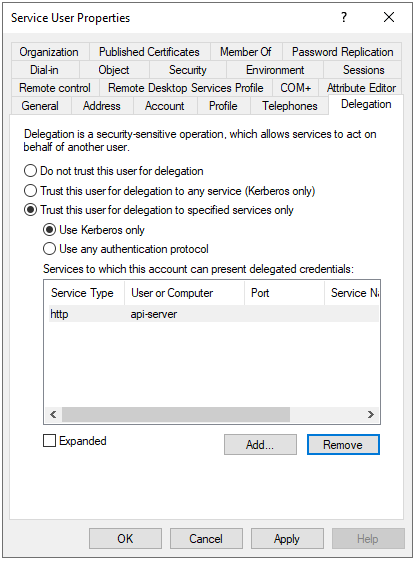 Service User Properties
?
Organization Published Certificates Member Of Password Replication
Dial-in Object Security Environment Sessions
Remote control Remote Desktop Services Profile COM+ Attribute Editor
General Address Account Profile Telephones Delegation
Delegation is a security-sensitive operation, which allows services to act on
behalf of another user.
Do not trust this user for delegation
Trust this user for delegation to any service (Kerberos only)
Trust this user for delegation to specified services only
Use Kerberos only
Use any authentication protocol
Services to which this account can present delegated credentials:
Service Type User or Computer Port Service Na
http api-server
Expanded
Add... Remove
OK Cancel Apply Help